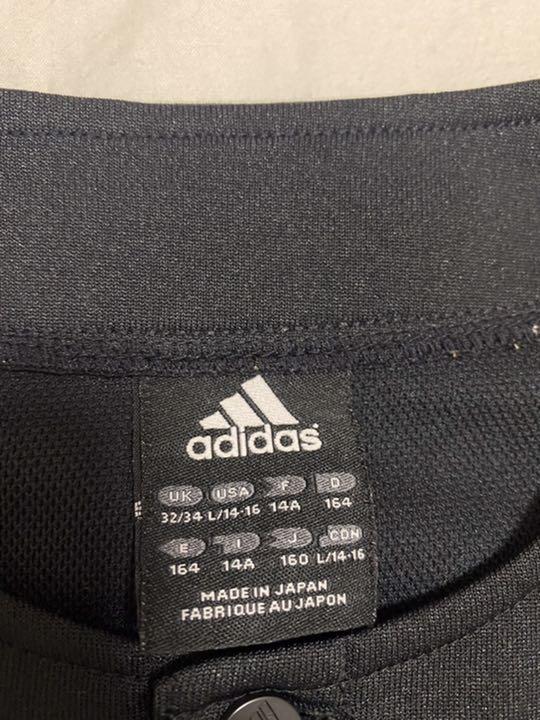 adidas
UK USA F D
32/34 L/14-16 14A 164
E I J CDN
164 14A 160 L/14-16
MADE IN JAPAN
FABRIQUE AU JAPON